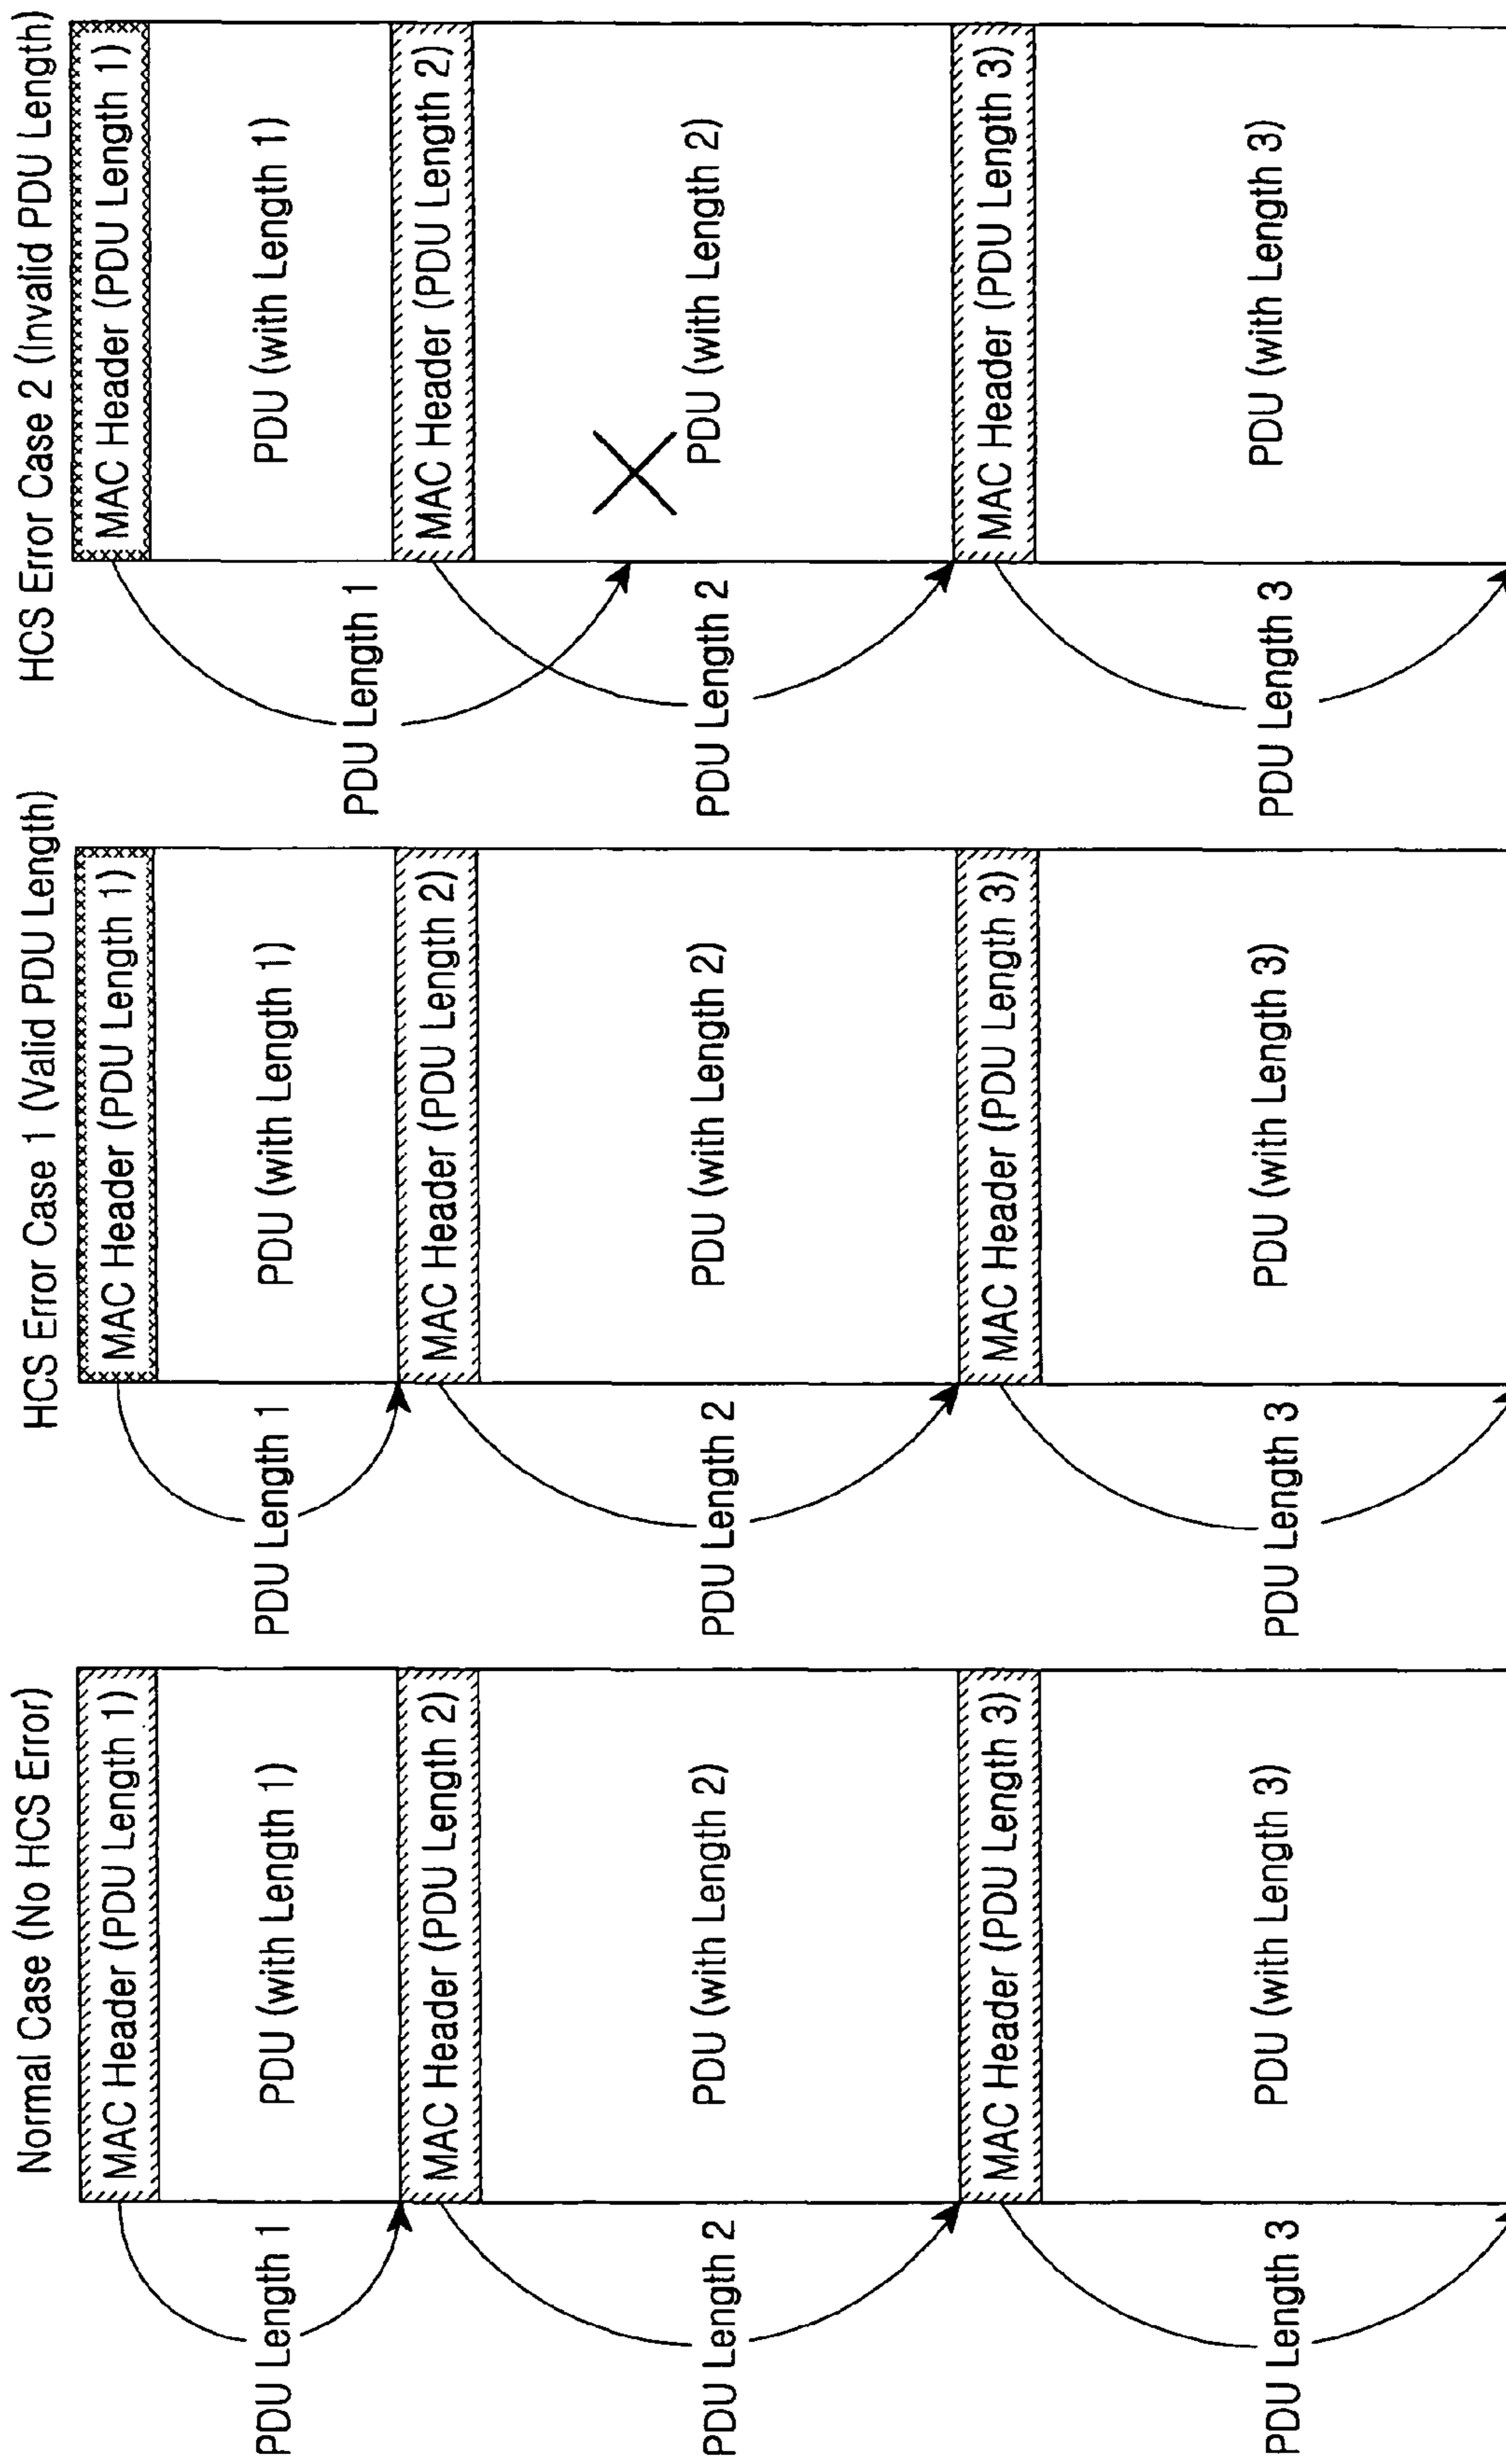 Normal Case (No HCS Error)
MAC Header (PDU Length 1)
PDU (with Length 1)
MAC Header (PDU Length 2)
PDU (with Length 2)
MAC Header (PDU Length 3)
PDU (with Length 3)
PDU Length 1
PDU Length 2
PDU Length 3
HCS Error Case 1 (Valid PDU Length)
MAC Header (PDU Length 1)
PDU (with Length 1)
MAC Header (PDU Length 2)
PDU (with Length 2)
MAC Header (PDU Length 3)
PDU (with Length 3)
PDU Length 1
PDU Length 2
PDU Length 3
HCS Error Case 2 (Invalid PDU Length)
MAC Header (PDU Length 1)
PDU (with Length 1)
MAC Header (PDU Length 2)
PDU (with Length 2)
MAC Header (PDU Length 3)
PDU (with Length 3)
PDU Length 1
PDU Length 2
PDU Length 3